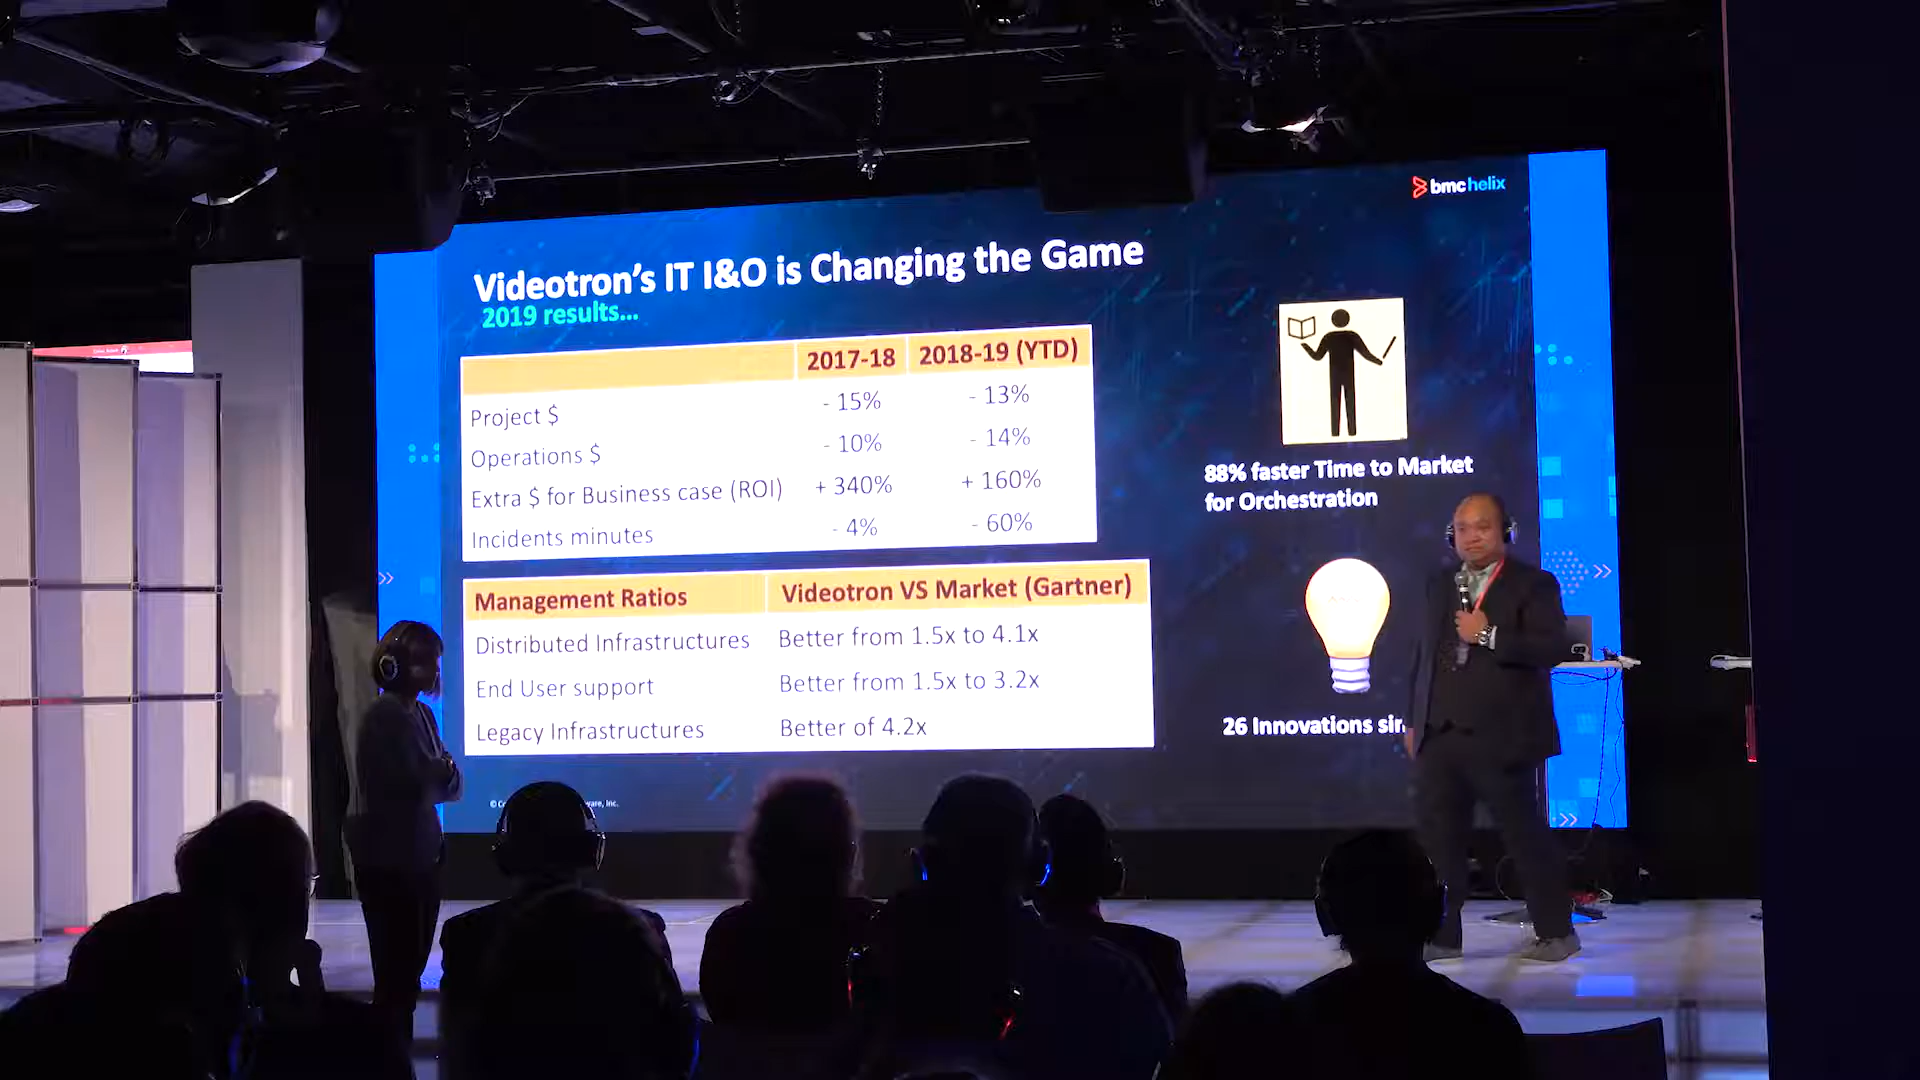 bmchelix
Videotron's IT I&O is Changing the Game
2019 results...
2017-18 2018-19 (YTD)
Project $ - 15% - 13%
Operations $ - 10% - 14%
Extra $ for Business case (ROI) + 340% + 160%
Incidents minutes - 4% - 60%
Management Ratios Videotron VS Market (Gartner)
Distributed Infrastructures Better from 1.5x to 4.1x
End User support Better from 1.5x to 3.2x
Legacy Infrastructures Better of 4.2x
88% faster Time to Market
for Orchestration
26 Innovations
Inc.